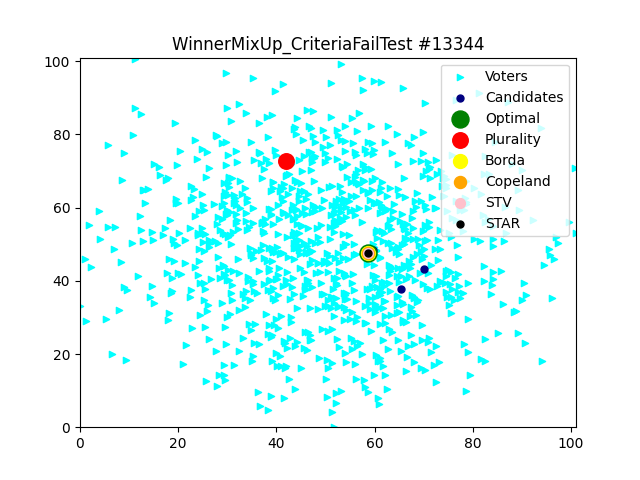 WinnerMixUp_CriteriaFailTest #13344
100
80
60
40
20
0
0
20
40
60
80
100
Voters
Candidates
Optimal
Plurality
Borda
Copeland
STV
STAR